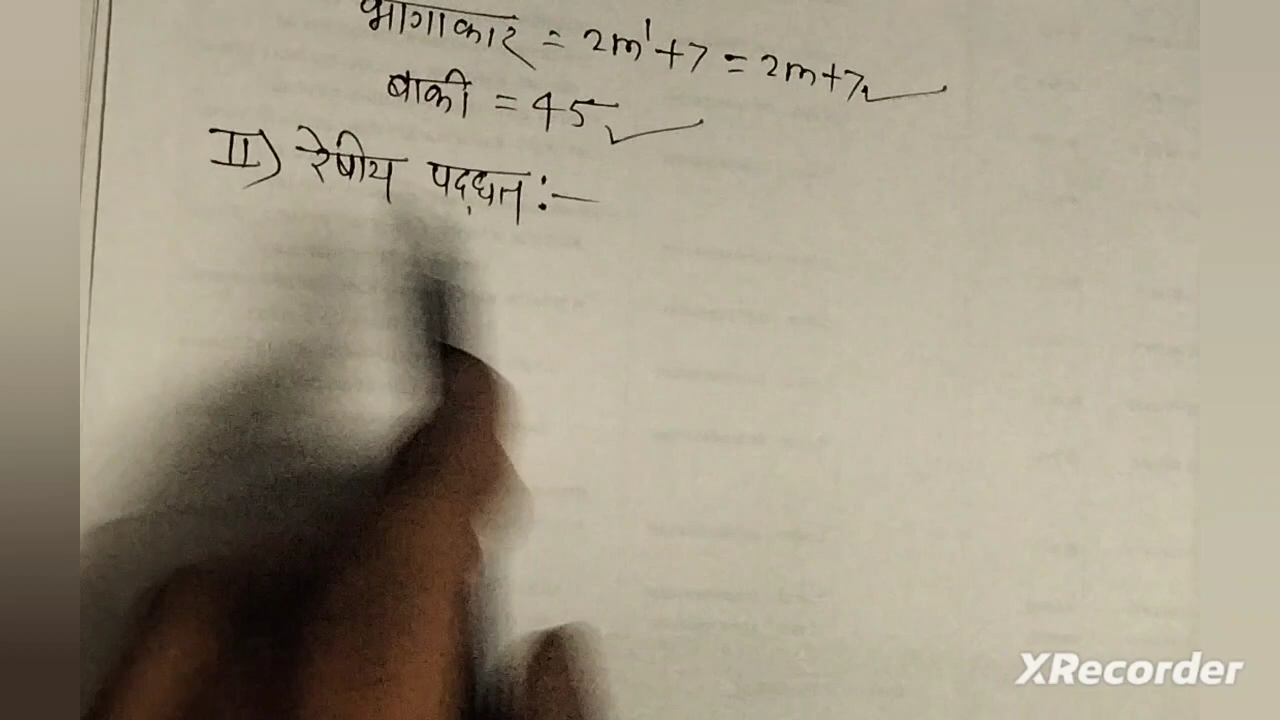 भागाकार = 2m¹+7 = 2m+7
बाकी = 45
II) रेषीय पद्धत :-
XRecorder